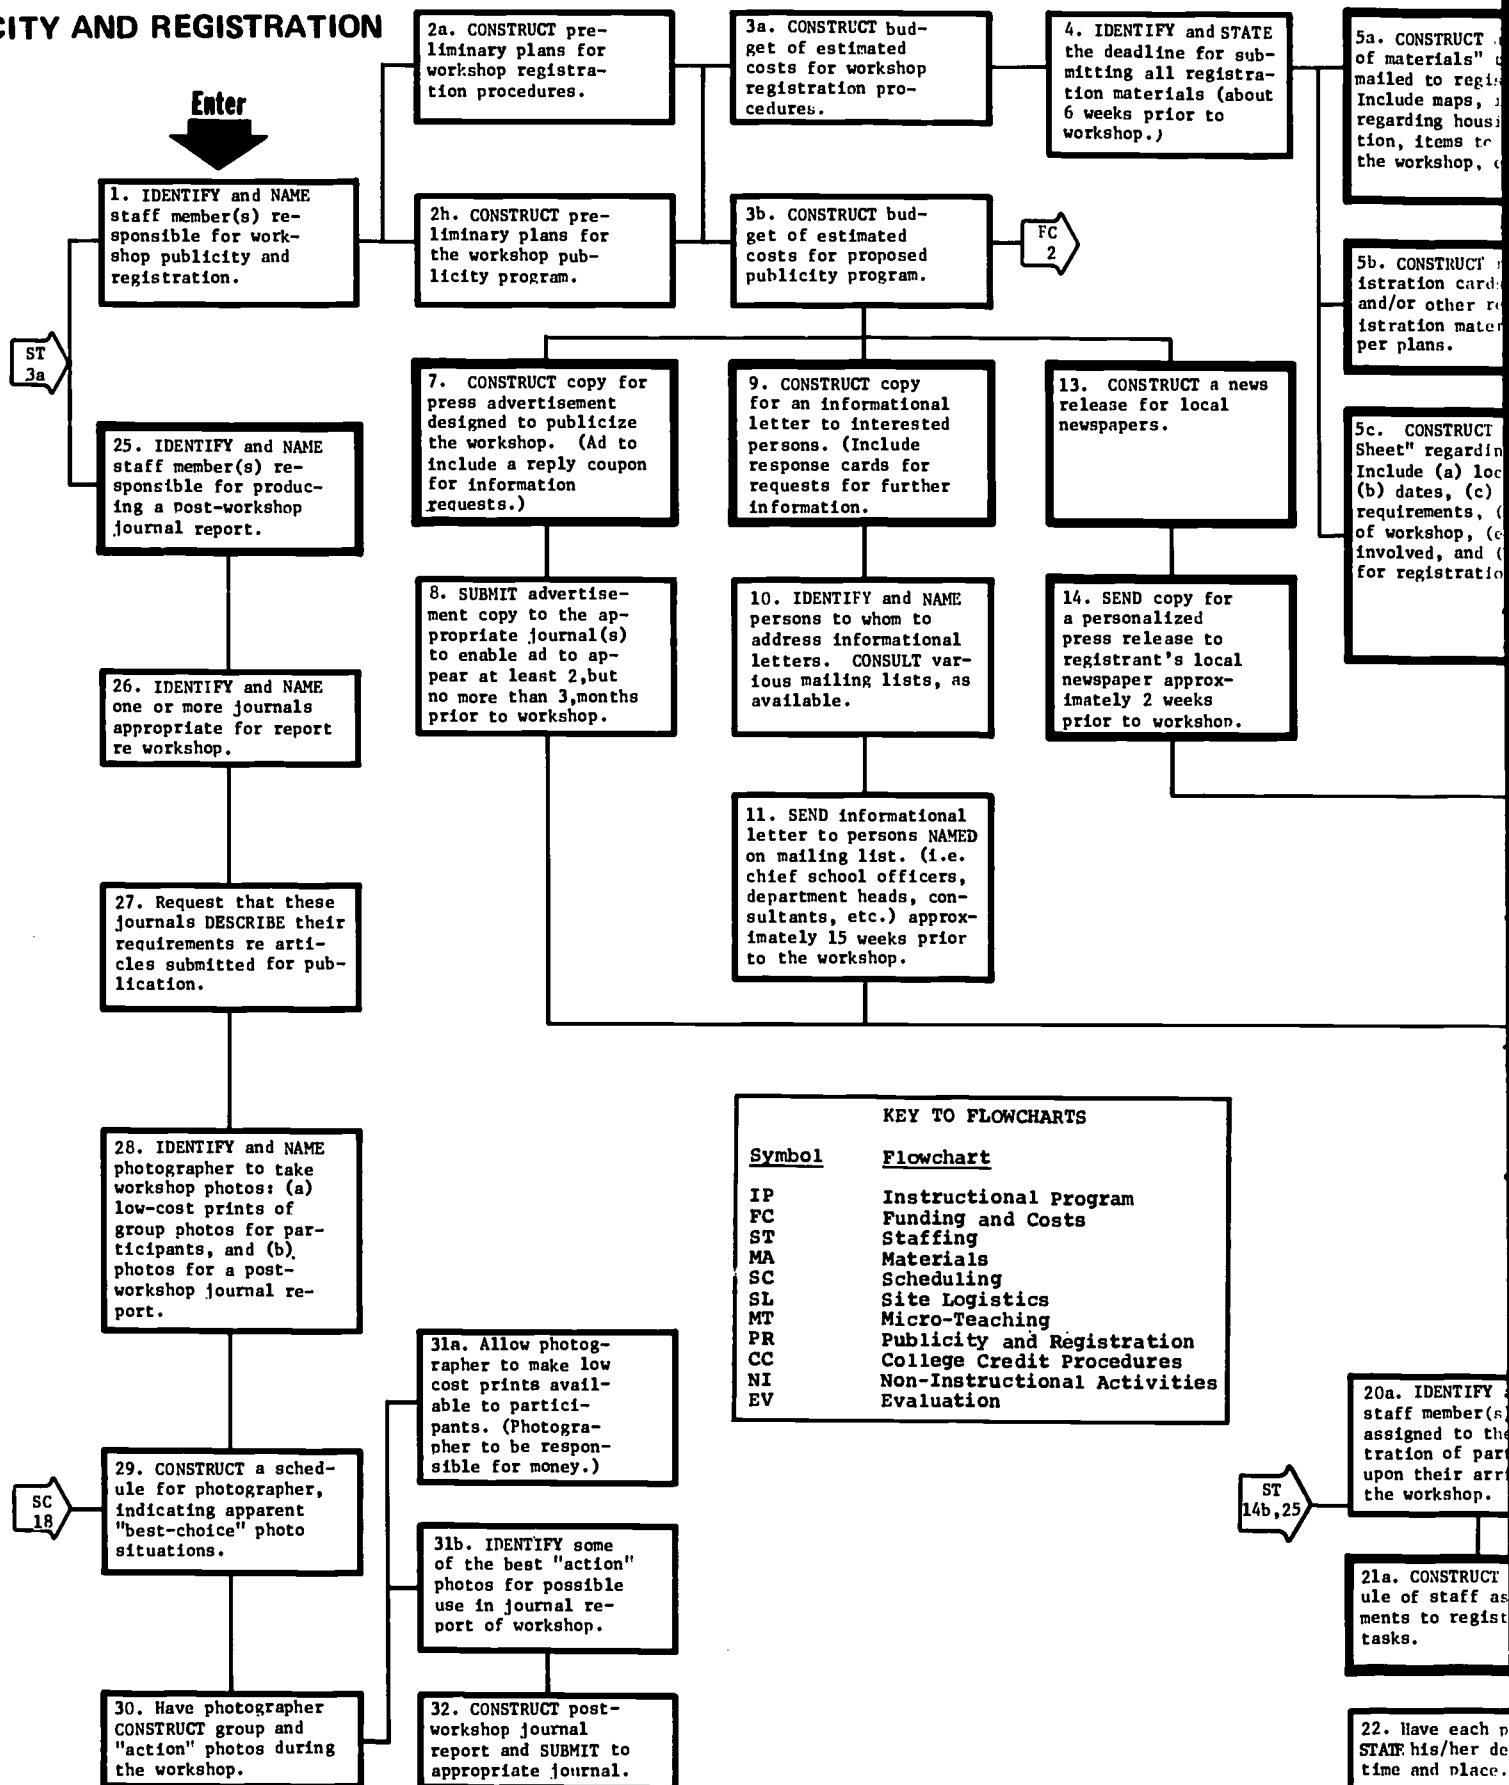 CITY AND REGISTRATION
Enter
1. IDENTIFY and NAME
staff member(s) re-
sponsible for work-
shop publicity and
registration.
2a. CONSTRUCT pre-
liminary plans for
workshop registra-
tion procedures.
2h. CONSTRUCT pre-
liminary plans for
the workshop pub-
licity program.
3a. CONSTRUCT bud-
get of estimated
costs for workshop
registration pro-
cedures.
3b. CONSTRUCT bud-
get of estimated
costs for proposed
publicity program.
FC
2
4. IDENTIFY and STATE
the deadline for sub-
mitting all registra-
tion materials (about
6 weeks prior to
workshop.)
5a. CONSTRUCT
of materials"
mailed to
Include maps,
regarding
tion, items
the workshop,
5b. CONSTRUCT
istration
and/or other
istration
per plans.
5c. CONSTRUCT
Sheet"
Include (a)
(b) dates, (c)
requirements, (
of workshop,
involved, and (
for
ST
3a
7. CONSTRUCT copy for
press advertisement
designed to publicize
the workshop. (Ad to
include a reply coupon
for information
requests.)
8. SUBMIT advertise-
ment copy to the ap-
propriate journal(s)
to enable ad to ap-
pear at least 2,but
no more than 3,months
prior to workshop.
9. CONSTRUCT copy
for an informational
letter to interested
persons. (Include
response cards for
requests for further
information.
10. IDENTIFY and NAME
persons to whom to
address informational
letters. CONSULT var-
ious mailing lists, as
available.
11. SEND informational
letter to persons NAMED
on mailing list. (i.e.
chief school officers,
department heads, con-
sultants, etc.) approx-
imately 15 weeks prior
to the workshop.
13. CONSTRUCT a news
release for local
newspapers.
14. SEND copy for
a personalized
press release to
registrant's local
newspaper approx-
imately 2 weeks
prior to workshop.
25. IDENTIFY and NAME
staff member(s) re-
sponsible for produc-
ing a post-workshop
journal report.
26. IDENTIFY and NAME
one or more journals
appropriate for report
re workshop.
27. Request that these
journals DESCRIBE their
requirements re arti-
cles submitted for pub-
lication.
28. IDENTIFY and NAME
photographer to take
workshop photos: (a)
low-cost prints of
group photos for par-
ticipants, and (b)
photos for a post-
workshop journal re-
port.
SC
18
29. CONSTRUCT a sched-
ule for photographer,
indicating apparent
"best-choice" photo
situations.
30. Have photographer
CONSTRUCT group and
"action" photos during
the workshop.
31a. Allow photog-
rapher to make low
cost prints avail-
able to partici-
pants. (Photogra-
pher to be respon-
sible for money.)
31b. IDENTIFY some
of the best "action"
photos for possible
use in journal re-
port of workshop.
32. CONSTRUCT post-
workshop journal
report and SUBMIT to
appropriate journal.
KEY TO FLOWCHARTS
Symbol Flowchart
IP Instructional Program
FC Funding and Costs
ST Staffing
MA Materials
SC Scheduling
SL Site Logistics
MT Micro-Teaching
PR Publicity and Registration
CC College Credit Procedures
NI Non-Instructional Activities
EV Evaluation
ST
14b,25
20a. IDENTIFY
staff member(s)
assigned to the
tration of
upon their
the workshop.
21a. CONSTRUCT
ule of staff
ments to
tasks.
22. Have each
STATE his/her
time and place.